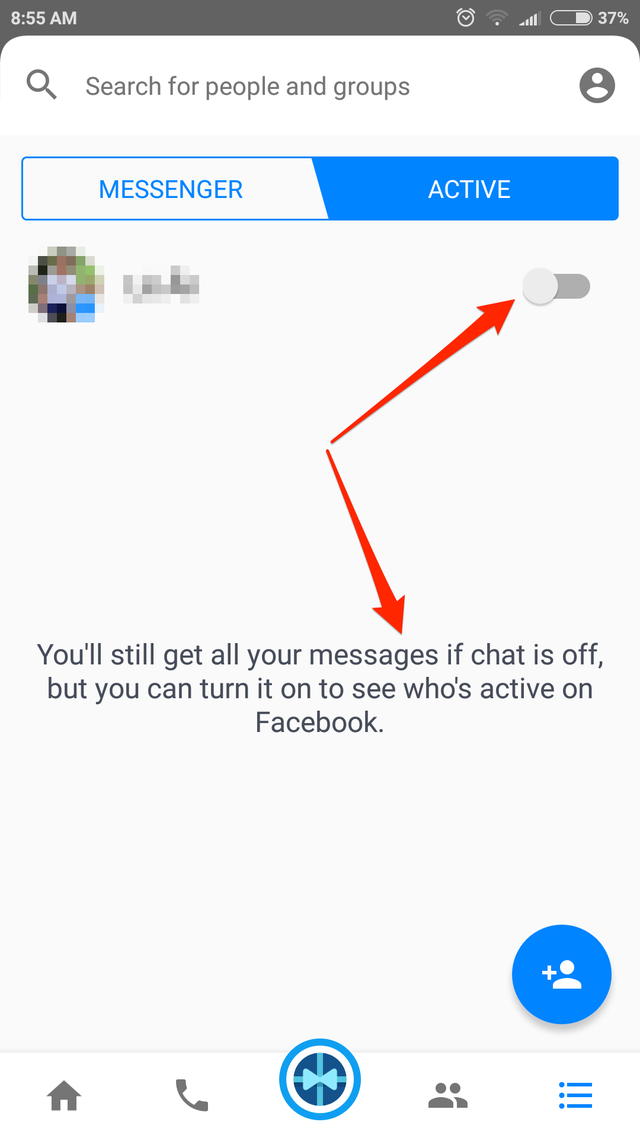 8:55 AM
37%
Search for people and groups
MESSENGER
ACTIVE
You'll still get all your messages if chat is off,
but you can turn it on to see who's active on
Facebook.